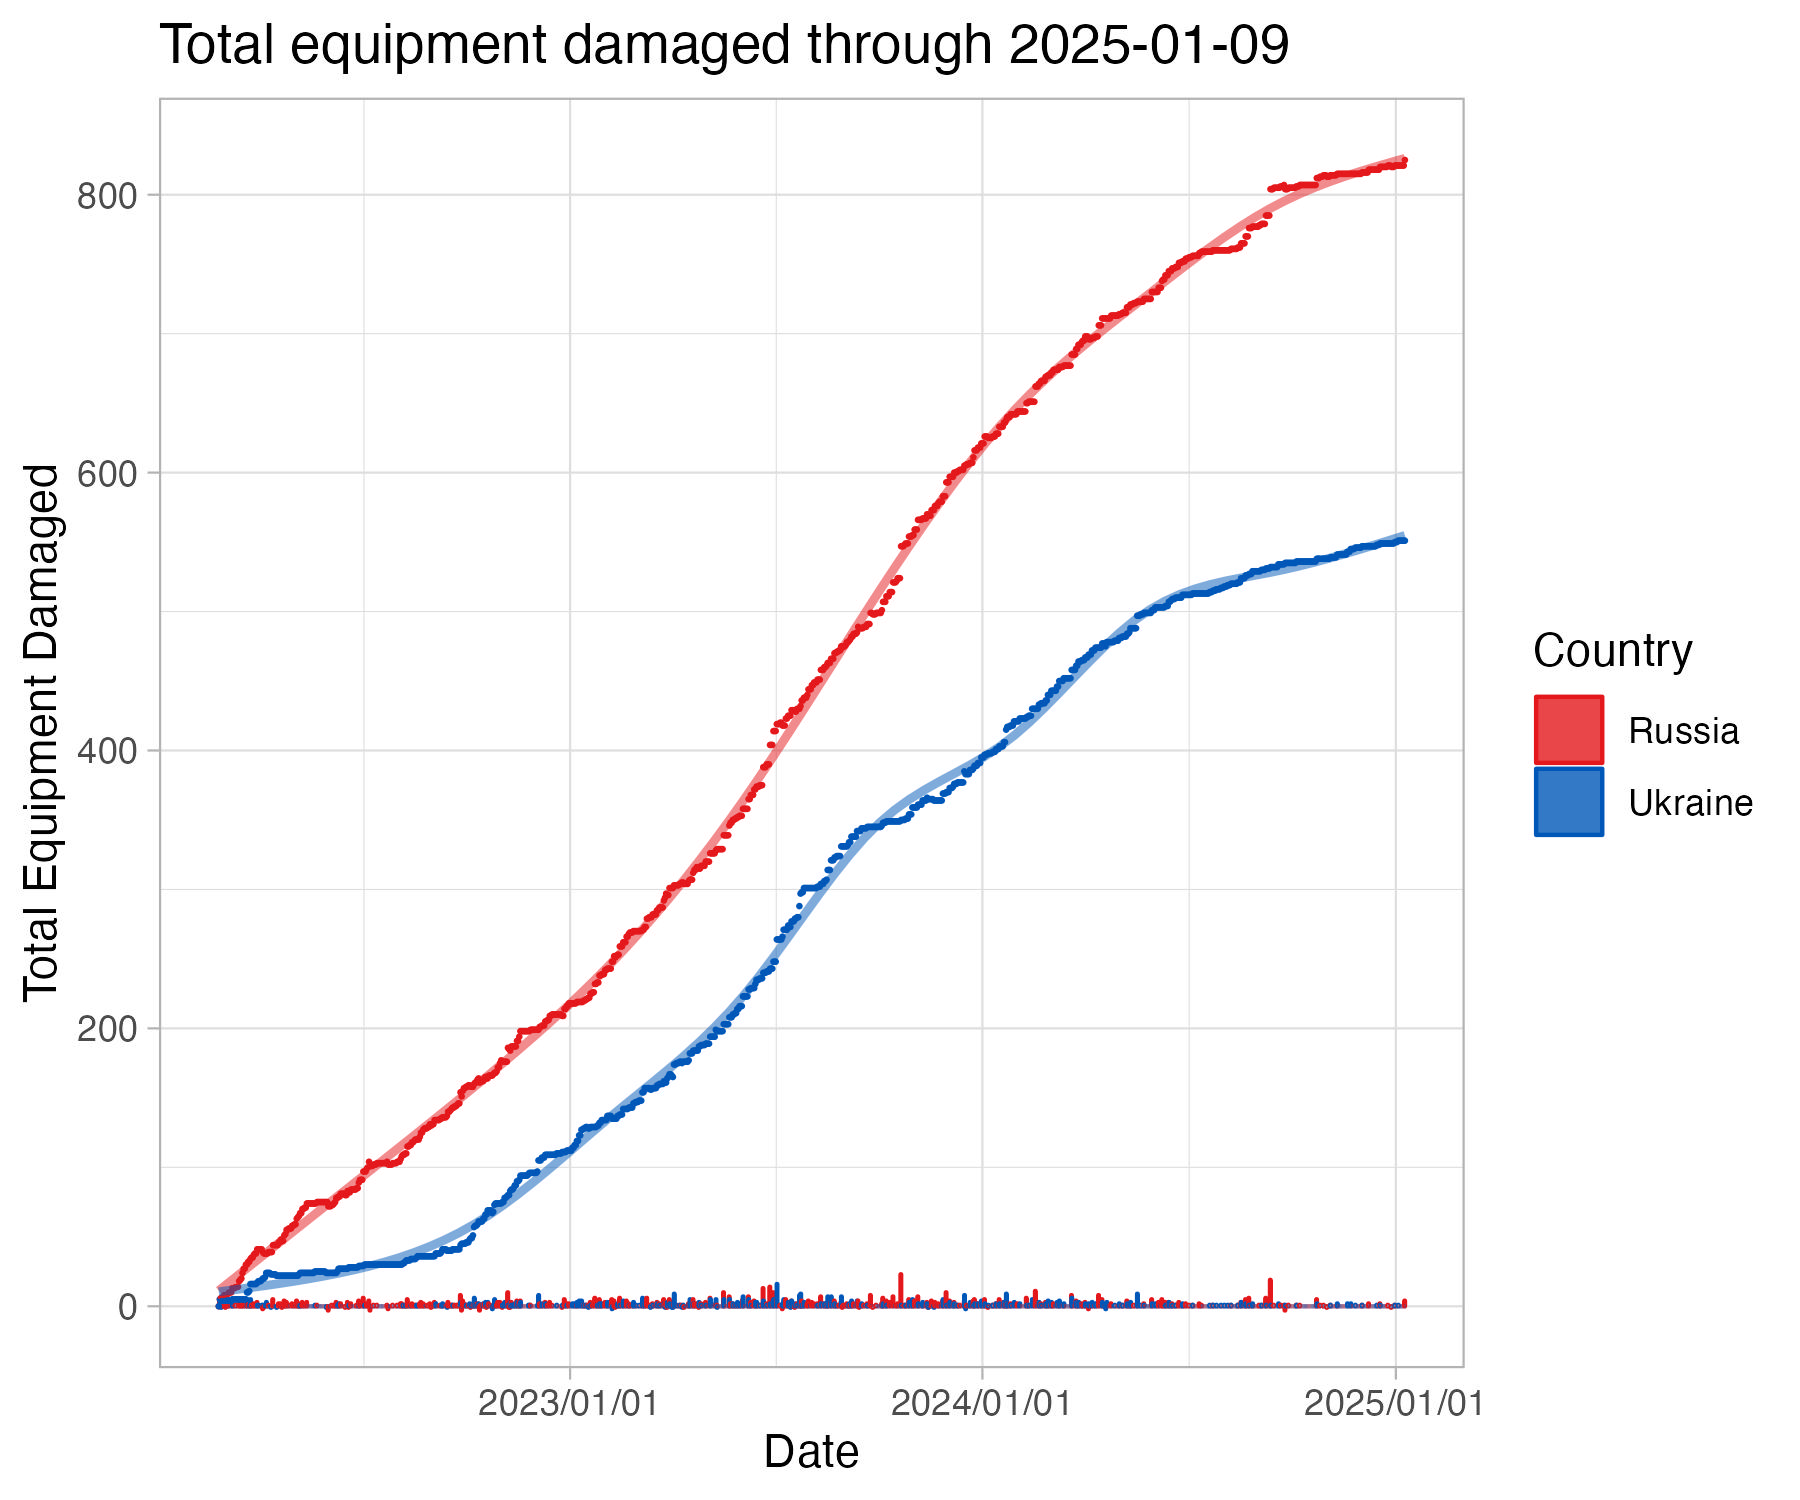 Total equipment damaged through 2025-01-09
Total Equipment Damaged
800
600
400
200
0
2023/01/01
2024/01/01
2025/01/01
Date
Country
Russia
Ukraine